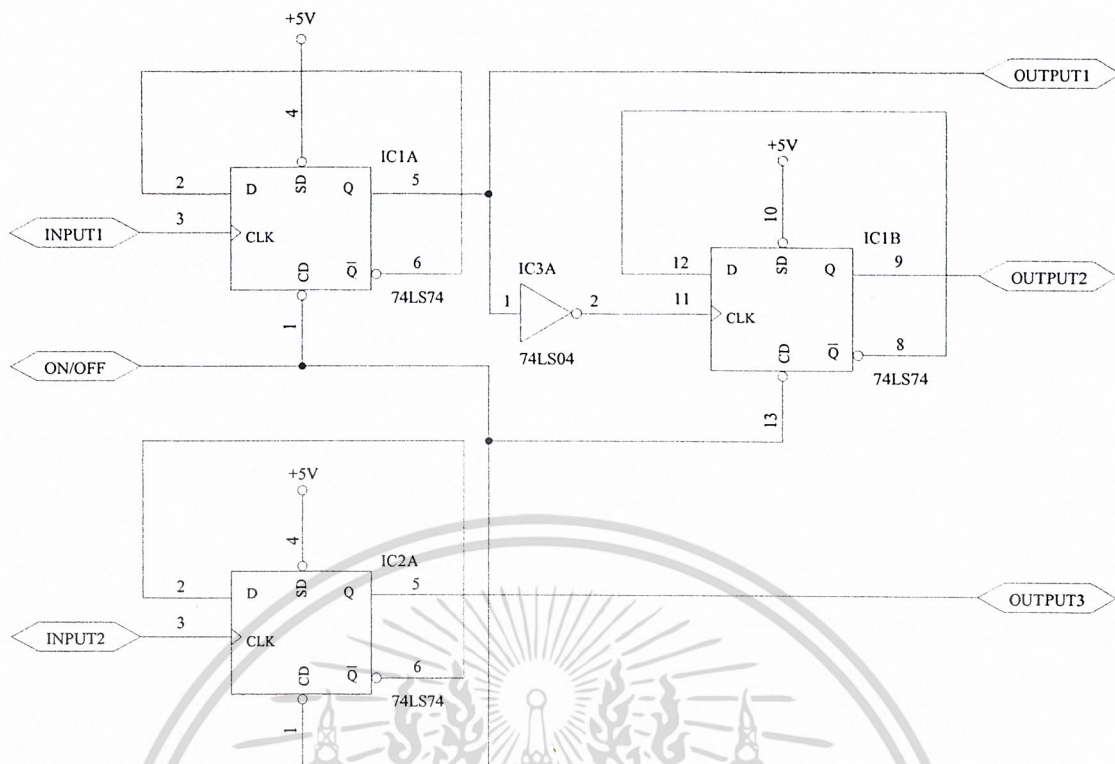 +5V
OUTPUT1
4
+5V
IC1A
2
D
SD
Q
5
10
INPUT1
3
CLK
IC1B
CD
Q̅
6
IC3A
12
D
SD
Q
9
OUTPUT2
74LS74
1
2
11
CLK
1
74LS04
CD
Q̅
8
ON/OFF
74LS74
13
+5V
4
IC2A
2
D
SD
Q
5
OUTPUT3
INPUT2
3
CLK
CD
Q̅
6
74LS74
1